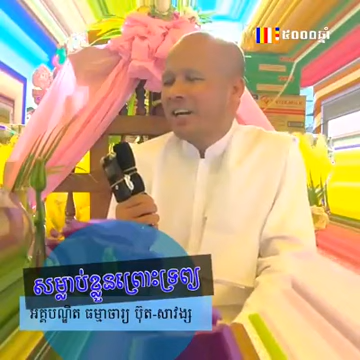 ៥០០០ឆ្នាំ
សម្លាប់ខ្លួនព្រោះទ្រព្យ
អគ្គបណ្ឌិត ធម្មាចារ្យ ប៊ុត-សាវង្ស